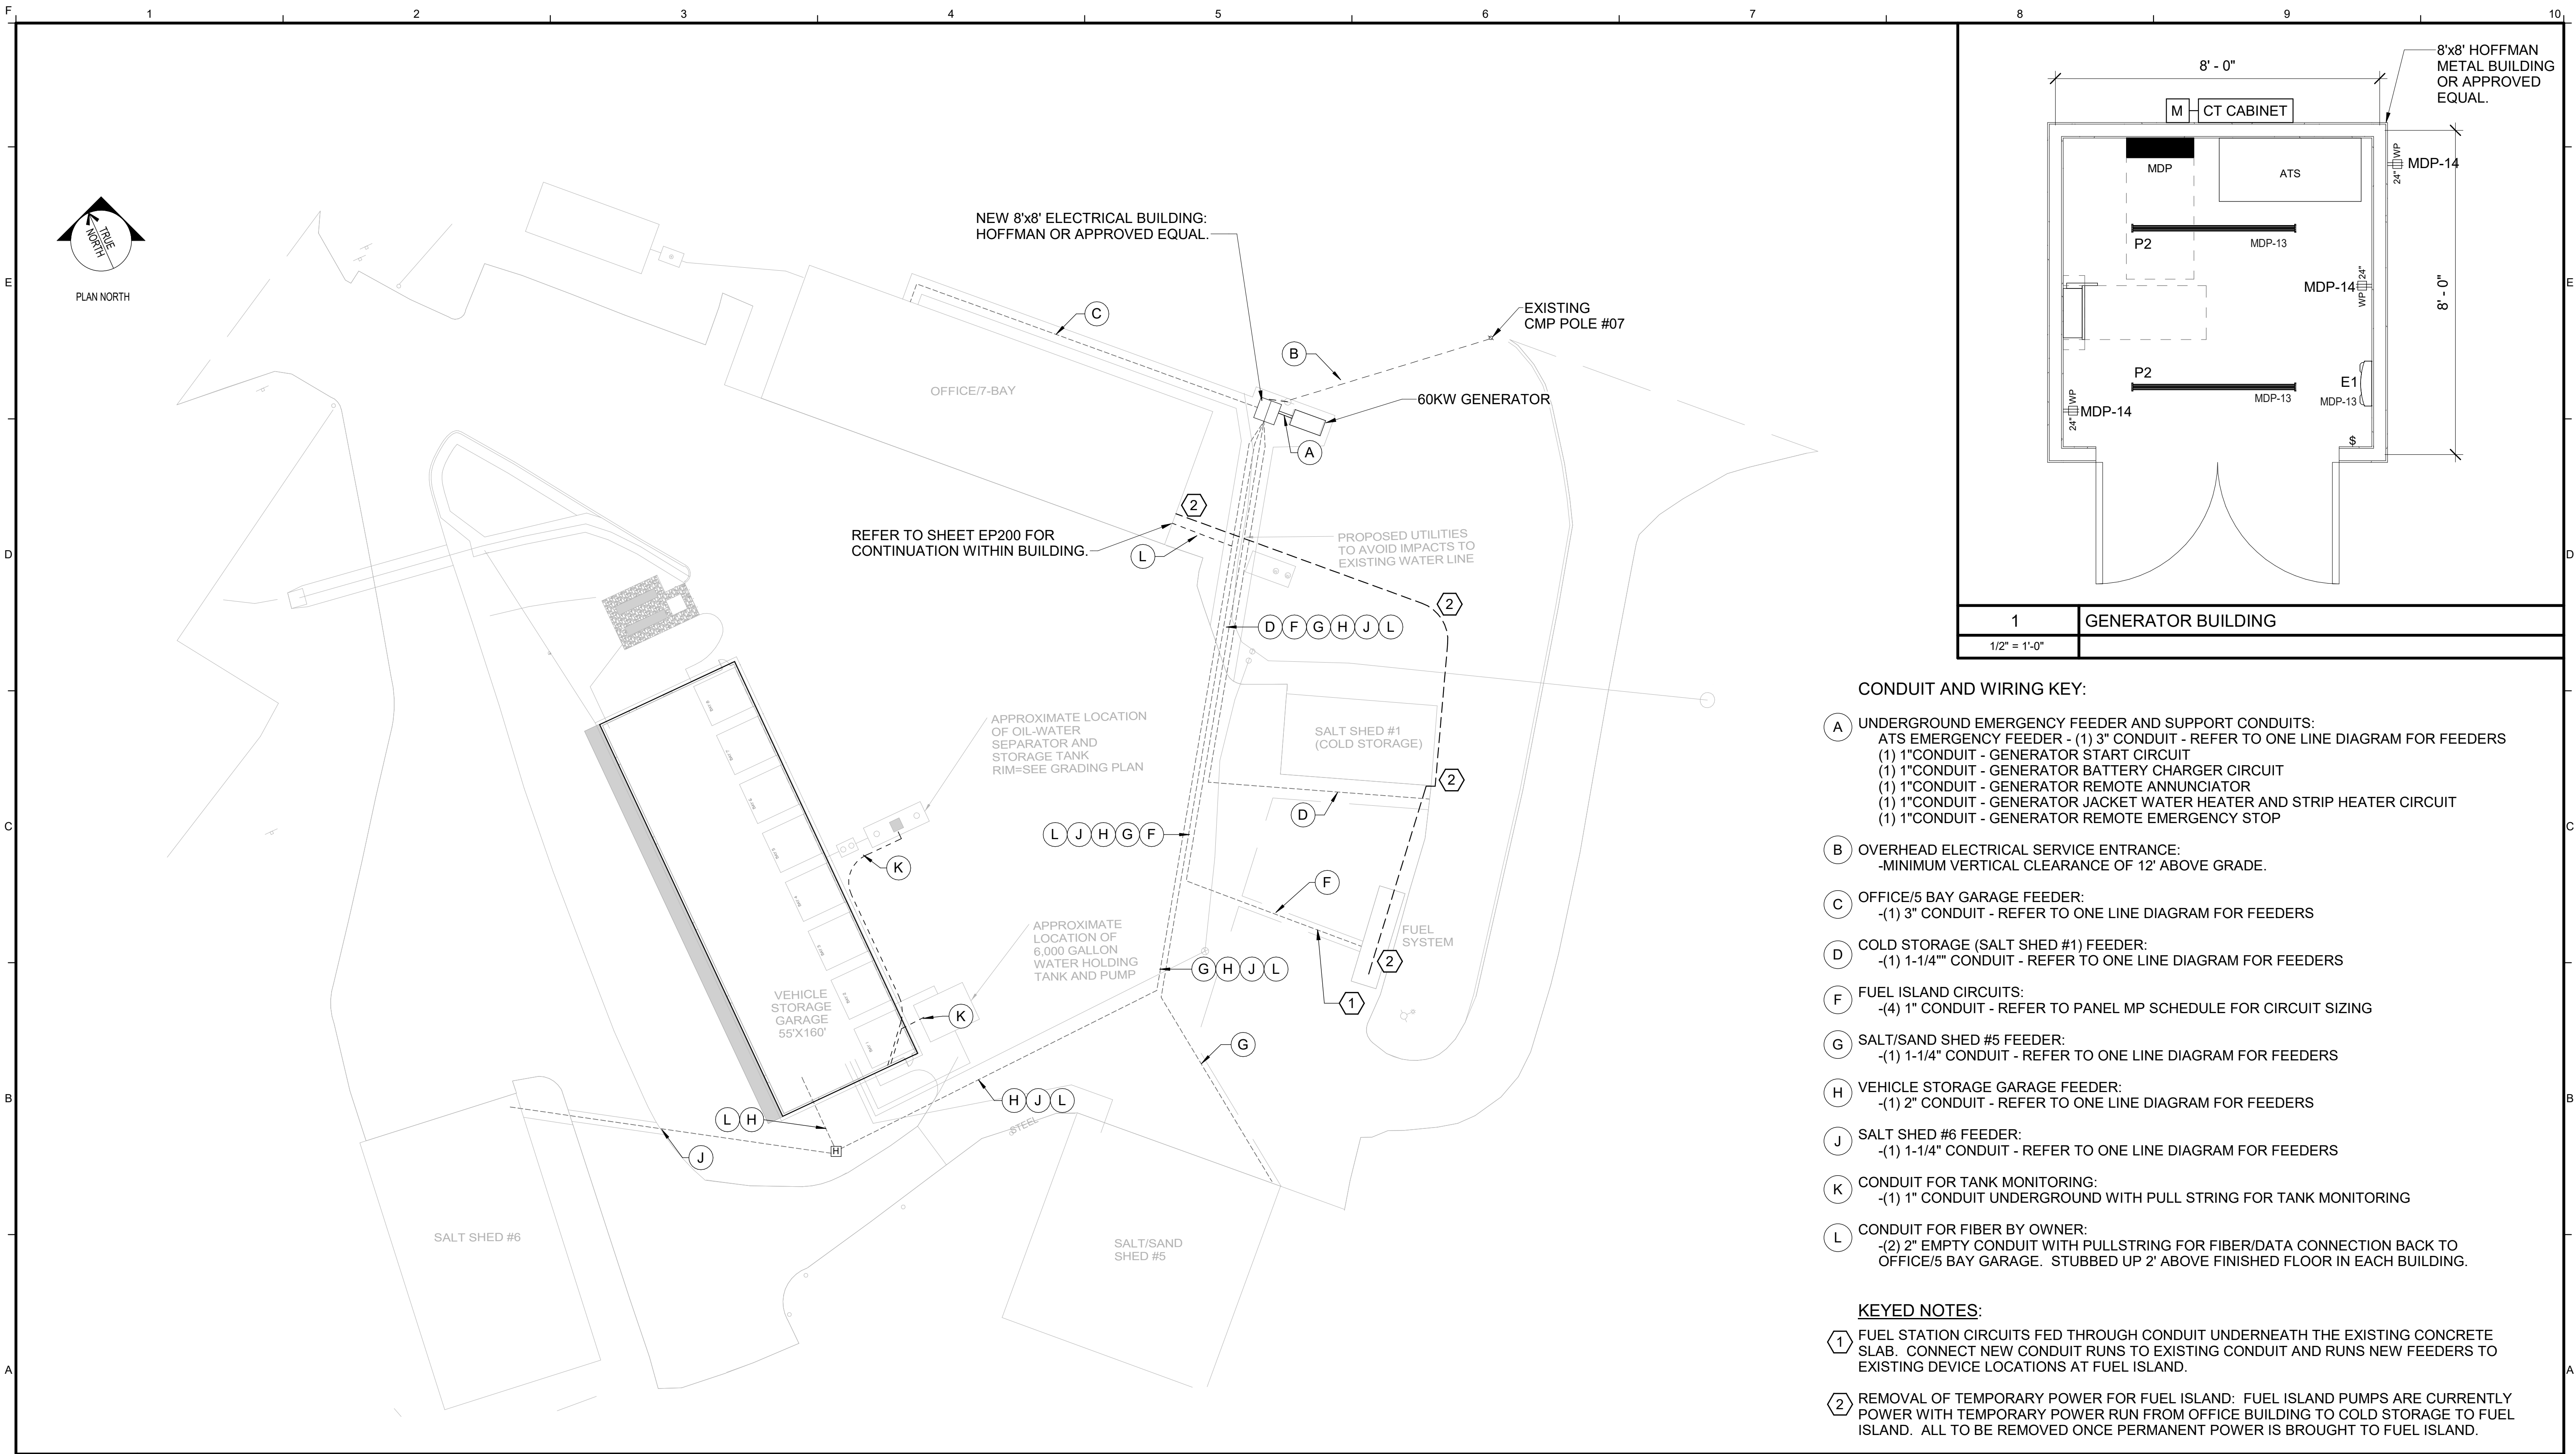 F
1
2
3
4
5
6
7
8
9
10
E
D
C
B
A
E
D
C
B
A
TRUE
NORTH
PLAN NORTH
NEW 8'x8' ELECTRICAL BUILDING:
HOFFMAN OR APPROVED EQUAL.
C
B
EXISTING
CMP POLE #07
OFFICE/7-BAY
60KW GENERATOR
A
2
REFER TO SHEET EP200 FOR
CONTINUATION WITHIN BUILDING.
L
PROPOSED UTILITIES
TO AVOID IMPACTS TO
EXISTING WATER LINE
2
D F G H J L
APPROXIMATE LOCATION
OF OIL-WATER
SEPARATOR AND
STORAGE TANK
RIM=SEE GRADING PLAN
SALT SHED #1
(COLD STORAGE)
2
D
L J H G F
K
F
APPROXIMATE
LOCATION OF
6,000 GALLON
WATER HOLDING
TANK AND PUMP
FUEL
SYSTEM
2
G H J L
1
VEHICLE
STORAGE
GARAGE
55'X160'
K
G
H J L
L H
STEEL
H
J
SALT SHED #6
SALT/SAND
SHED #5
8' - 0"
8'x8' HOFFMAN
METAL BUILDING
OR APPROVED
EQUAL.
M
CT CABINET
MDP
ATS
WP
24"
MDP-14
P2
MDP-13
MDP-14
24"
WP
8' - 0"
P2
MDP-13
E1
MDP-13
WP
24"
MDP-14
$
1
GENERATOR BUILDING
1/2" = 1'-0"
CONDUIT AND WIRING KEY:
A UNDERGROUND EMERGENCY FEEDER AND SUPPORT CONDUITS:
ATS EMERGENCY FEEDER - (1) 3" CONDUIT - REFER TO ONE LINE DIAGRAM FOR FEEDERS
(1) 1"CONDUIT - GENERATOR START CIRCUIT
(1) 1"CONDUIT - GENERATOR BATTERY CHARGER CIRCUIT
(1) 1"CONDUIT - GENERATOR REMOTE ANNUNCIATOR
(1) 1"CONDUIT - GENERATOR JACKET WATER HEATER AND STRIP HEATER CIRCUIT
(1) 1"CONDUIT - GENERATOR REMOTE EMERGENCY STOP
B OVERHEAD ELECTRICAL SERVICE ENTRANCE:
-MINIMUM VERTICAL CLEARANCE OF 12' ABOVE GRADE.
C OFFICE/5 BAY GARAGE FEEDER:
-(1) 3" CONDUIT - REFER TO ONE LINE DIAGRAM FOR FEEDERS
D COLD STORAGE (SALT SHED #1) FEEDER:
-(1) 1-1/4"" CONDUIT - REFER TO ONE LINE DIAGRAM FOR FEEDERS
F FUEL ISLAND CIRCUITS:
-(4) 1" CONDUIT - REFER TO PANEL MP SCHEDULE FOR CIRCUIT SIZING
G SALT/SAND SHED #5 FEEDER:
-(1) 1-1/4" CONDUIT - REFER TO ONE LINE DIAGRAM FOR FEEDERS
H VEHICLE STORAGE GARAGE FEEDER:
-(1) 2" CONDUIT - REFER TO ONE LINE DIAGRAM FOR FEEDERS
J SALT SHED #6 FEEDER:
-(1) 1-1/4" CONDUIT - REFER TO ONE LINE DIAGRAM FOR FEEDERS
K CONDUIT FOR TANK MONITORING:
-(1) 1" CONDUIT UNDERGROUND WITH PULL STRING FOR TANK MONITORING
L CONDUIT FOR FIBER BY OWNER:
-(2) 2" EMPTY CONDUIT WITH PULLSTRING FOR FIBER/DATA CONNECTION BACK TO
OFFICE/5 BAY GARAGE. STUBBED UP 2' ABOVE FINISHED FLOOR IN EACH BUILDING.
KEYED NOTES:
1 FUEL STATION CIRCUITS FED THROUGH CONDUIT UNDERNEATH THE EXISTING CONCRETE
SLAB. CONNECT NEW CONDUIT RUNS TO EXISTING CONDUIT AND RUNS NEW FEEDERS TO
EXISTING DEVICE LOCATIONS AT FUEL ISLAND.
2 REMOVAL OF TEMPORARY POWER FOR FUEL ISLAND: FUEL ISLAND PUMPS ARE CURRENTLY
POWER WITH TEMPORARY POWER RUN FROM OFFICE BUILDING TO COLD STORAGE TO FUEL
ISLAND. ALL TO BE REMOVED ONCE PERMANENT POWER IS BROUGHT TO FUEL ISLAND.